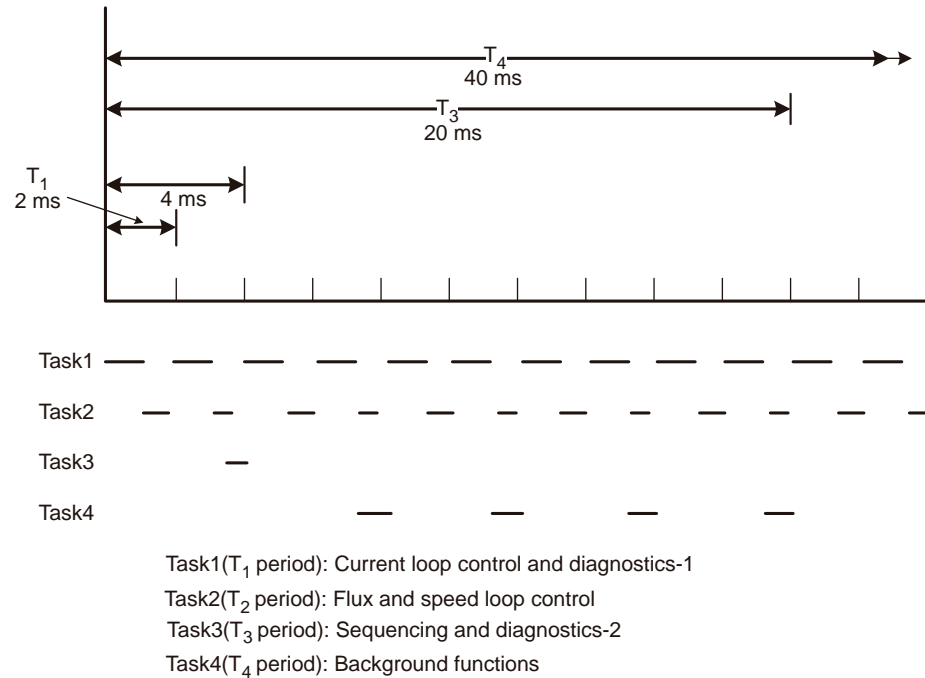 T4
40 ms
T3
20 ms
T1
2 ms
4 ms
Task1
Task2
Task3
Task4
Task1(T1 period): Current loop control and diagnostics-1
Task2(T2 period): Flux and speed loop control
Task3(T3 period): Sequencing and diagnostics-2
Task4(T4 period): Background functions